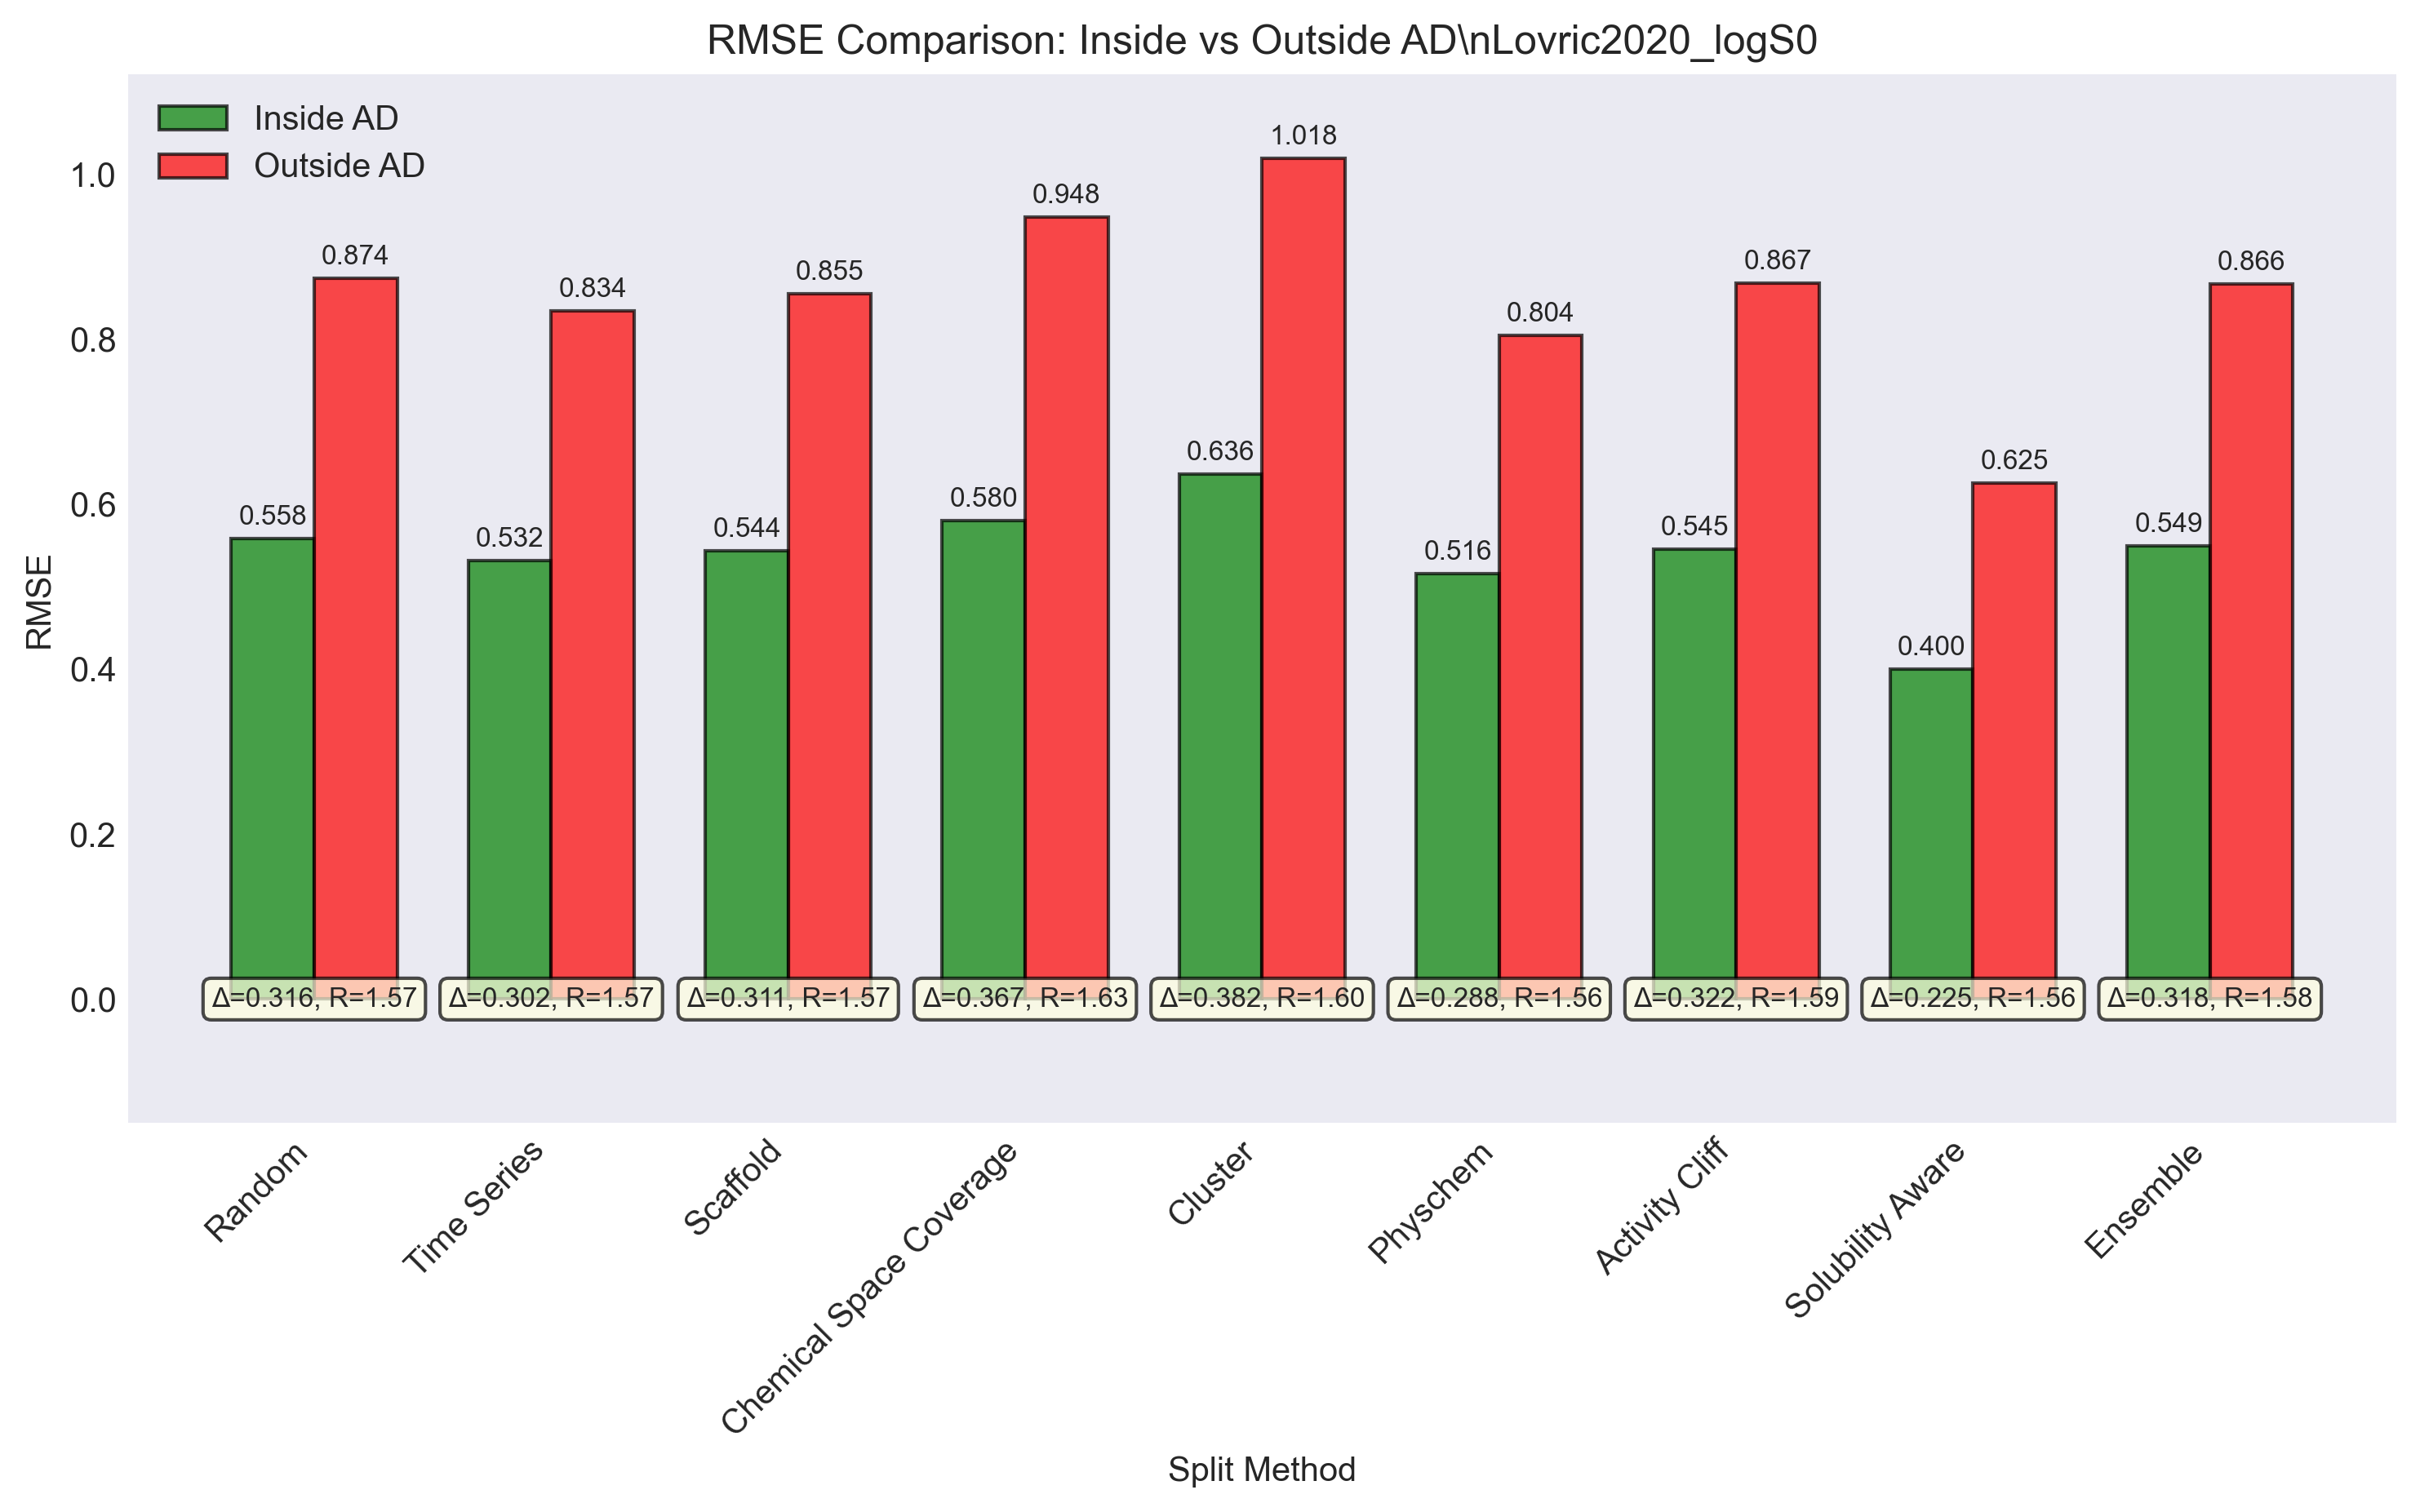 RMSE Comparison: Inside vs Outside AD\nLovric2020_logS0
Inside AD
Outside AD
RMSE
1.0
0.8
0.6
0.4
0.2
0.0
0.558
0.874
0.532
0.834
0.544
0.855
0.580
0.948
0.636
1.018
0.516
0.804
0.545
0.867
0.400
0.625
0.549
0.866
Δ=0.316, R=1.57
Δ=0.302, R=1.57
Δ=0.311, R=1.57
Δ=0.367, R=1.63
Δ=0.382, R=1.60
Δ=0.288, R=1.56
Δ=0.322, R=1.59
Δ=0.225, R=1.56
Δ=0.318, R=1.58
Random
Time Series
Scaffold
Chemical Space Coverage
Cluster
Physchem
Activity Cliff
Solubility Aware
Ensemble
Split Method